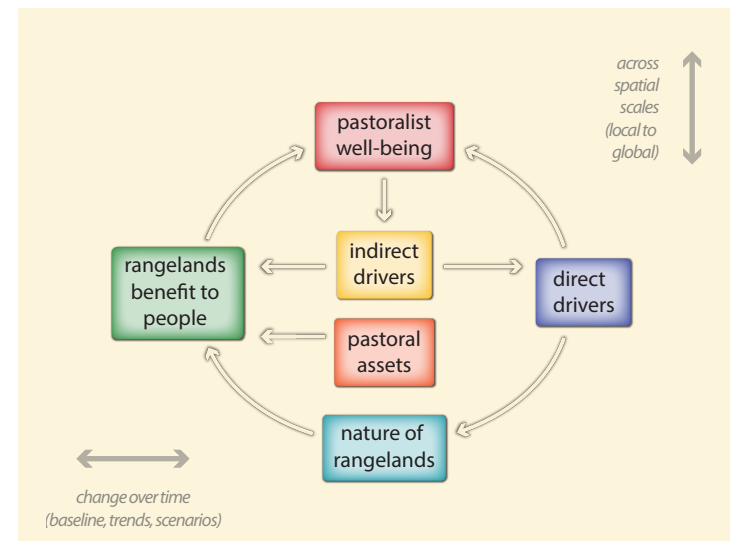 across
spatial
scales
(local to
global)
pastoralist
well-being
rangelands
benefit to
people
indirect
drivers
direct
drivers
pastoral
assets
nature of
rangelands
change over time
(baseline, trends, scenarios)